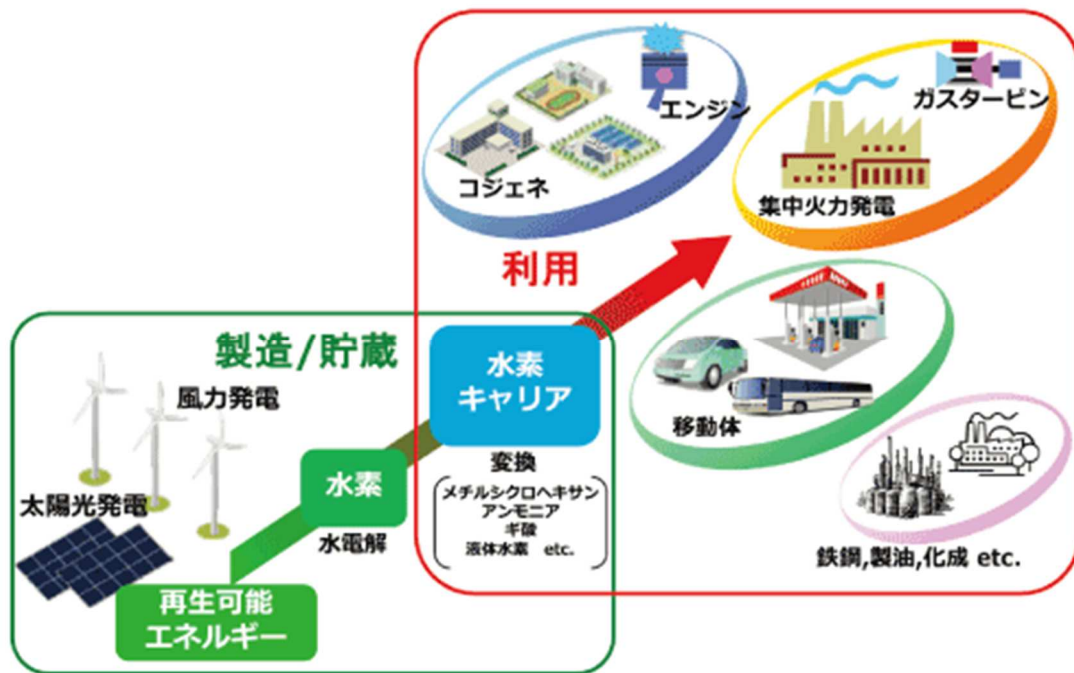 エンジン
コジェネ
ガスタービン
集中火力発電
利用
移動体
鉄鋼,製油,化成 etc.
製造/貯蔵
風力発電
太陽光発電
再生可能
エネルギー
水素
水電解
水素
キャリア
変換
メチルシクロヘキサン
アンモニア
ギ酸
液体水素 etc.